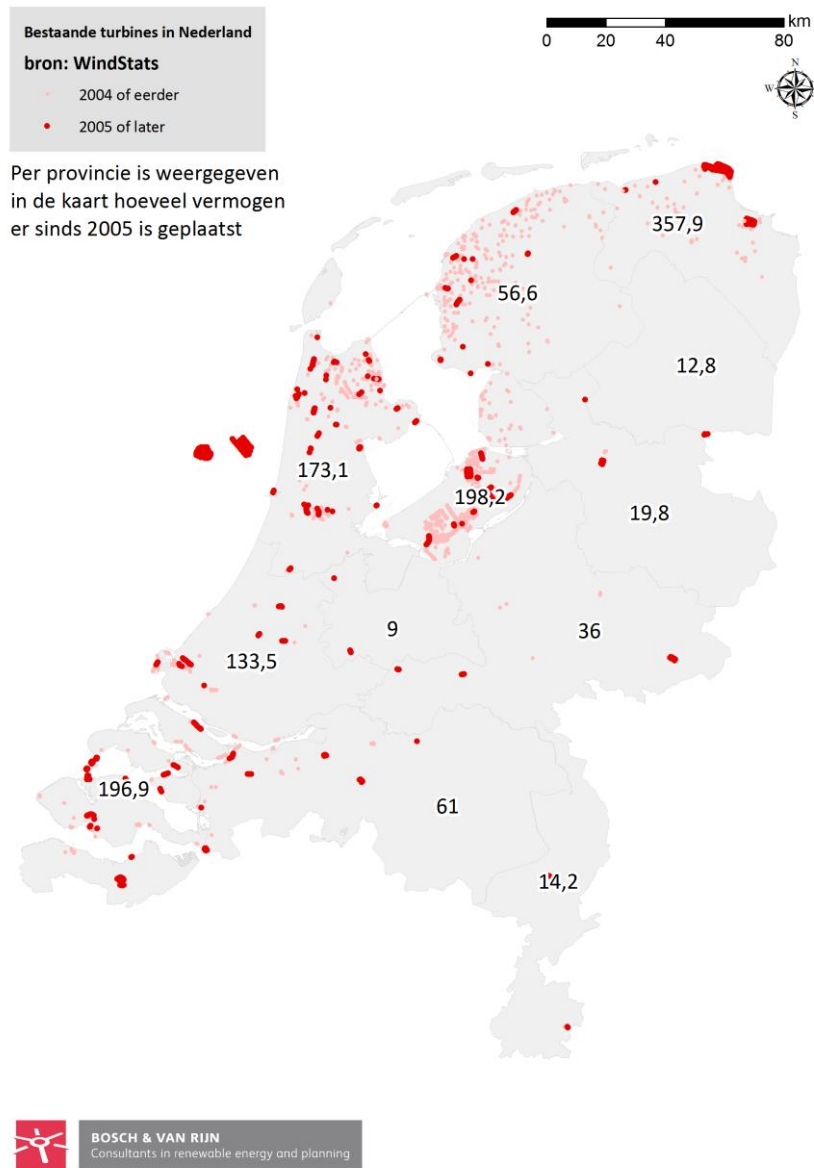 Bestaande turbines in Nederland
bron: WindStats
2004 of eerder
2005 of later
km
0 20 40 80
N
W E
S
Per provincie is weergegeven
in de kaart hoeveel vermogen
er sinds 2005 is geplaatst
357,9
56,6
12,8
173,1
198,2
19,8
9
36
133,5
196,9
61
14,2
BOSCH & VAN RIJN
Consultants in renewable energy and planning